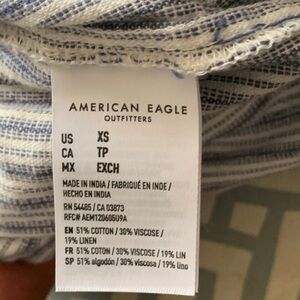 AMERICAN EAGLE
OUTFITTERS
US XS
CA TP
MX EXCH
MADE IN INDIA / FABRIQUÉ EN INDE /
HECHO EN INDIA
RN 54485 / CA 03873
RFC# AEM120605U9A
EN 51% COTTON / 30% VISCOSE /
19% LINEN
FR 51% COTON / 30% VISCOSE / 19% LIN
SP 51% algodón / 30% viscosa / 19% lino